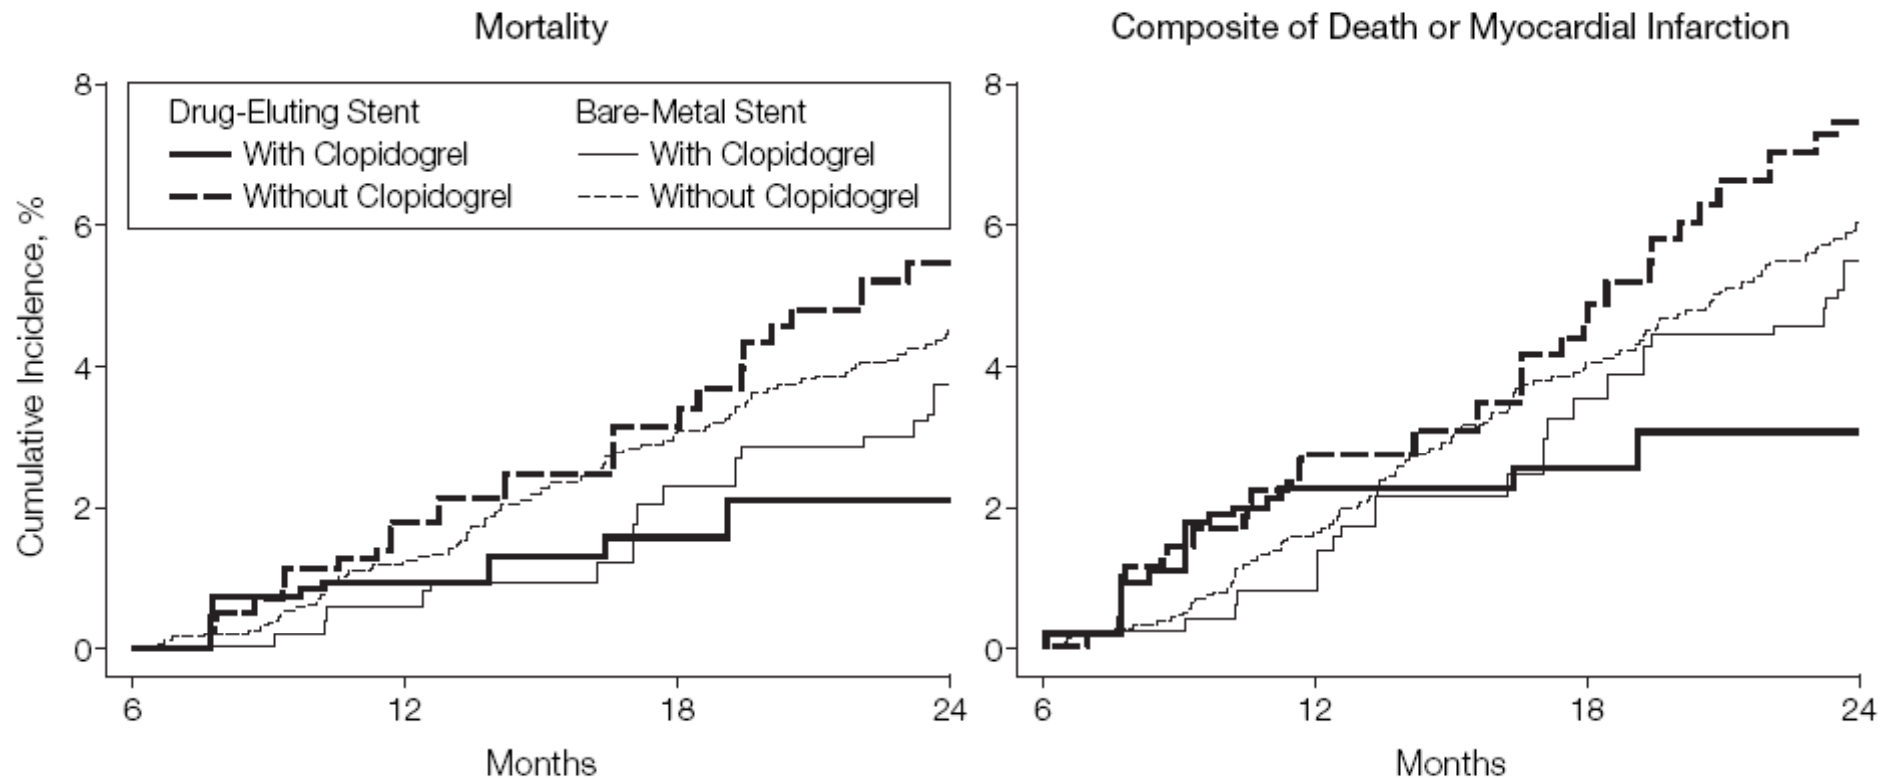 Mortality
Composite of Death or Myocardial Infarction
Cumulative Incidence, %
8
6
4
2
0
Drug-Eluting Stent Bare-Metal Stent
With Clopidogrel With Clopidogrel
Without Clopidogrel Without Clopidogrel
6 12 18 24
Months
8
6
4
2
0
6 12 18 24
Months